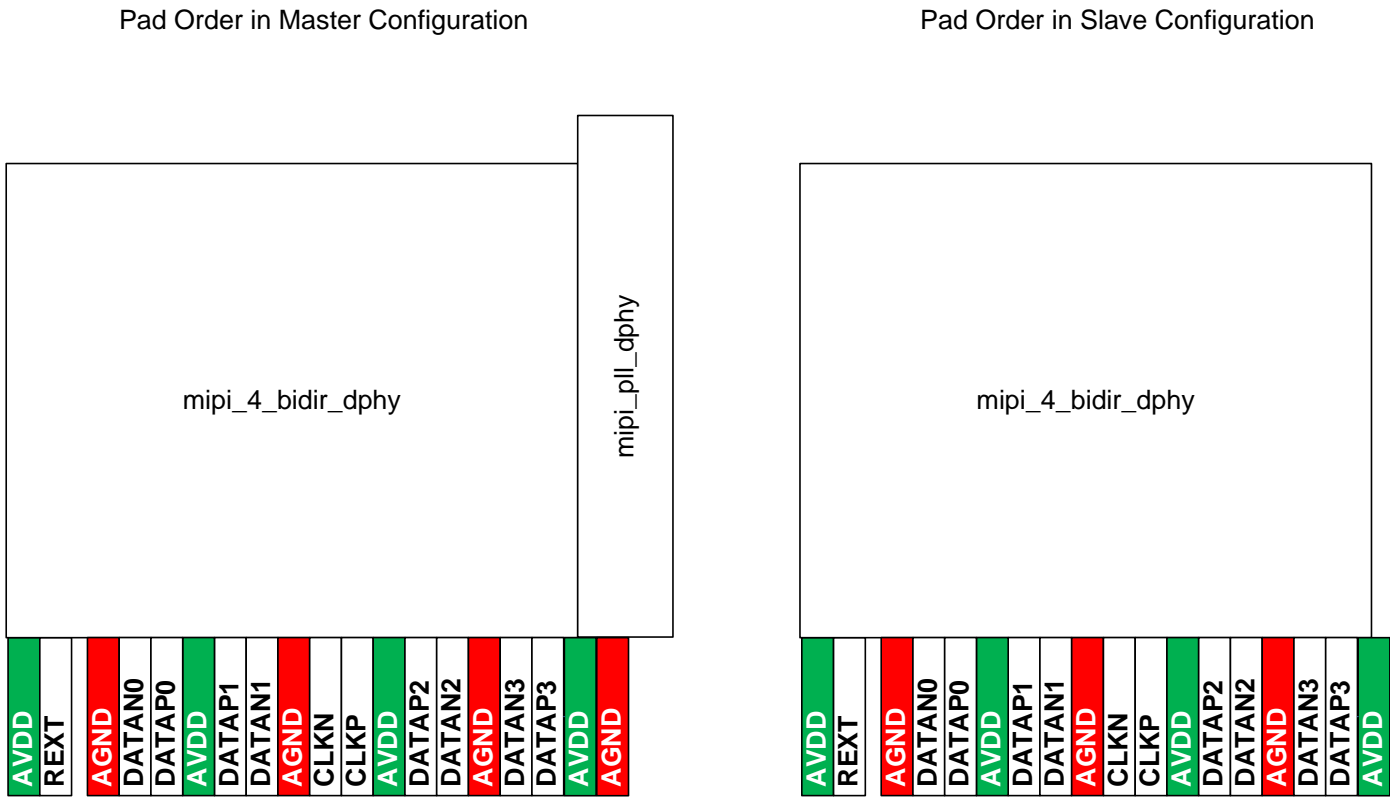 Pad Order in Master Configuration
Pad Order in Slave Configuration
mipi_4_bidir_dphy
mipi_pll_dphy
mipi_4_bidir_dphy
AVDD
REXT
AGND
DATAN0
DATAP0
AVDD
DATAP1
DATAN1
AGND
CLKN
CLKP
AVDD
DATAP2
DATAN2
AGND
DATAN3
DATAP3
AVDD
AGND
AVDD
REXT
AGND
DATAN0
DATAP0
AVDD
DATAP1
DATAN1
AGND
CLKN
CLKP
AVDD
DATAP2
DATAN2
AGND
DATAN3
DATAP3
AVDD